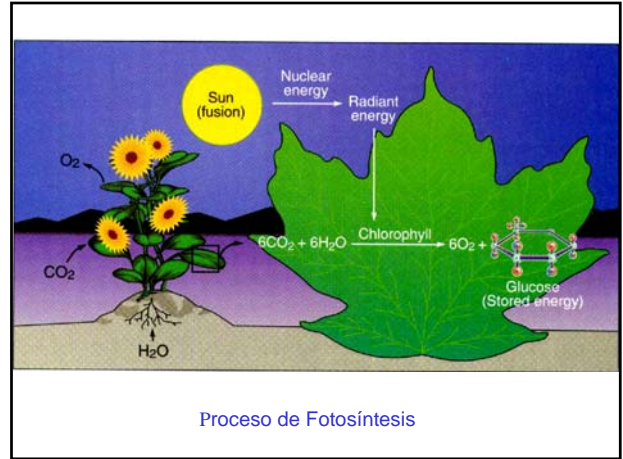 Nuclear
energy
Sun
(fusion)
Radiant
energy
O₂
CO₂
H₂O
6CO₂ + 6H₂O
Chlorophyll
6O₂ +
Glucose
(Stored energy)
Proceso de Fotosíntesis